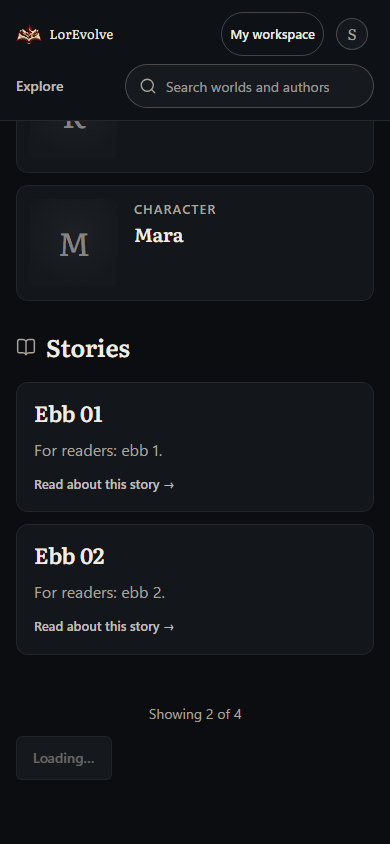 LorEvolve
My workspace
S
Explore
Search worlds and authors
M
CHARACTER
Mara
Stories
Ebb 01
For readers: ebb 1.
Read about this story →
Ebb 02
For readers: ebb 2.
Read about this story →
Showing 2 of 4
Loading...